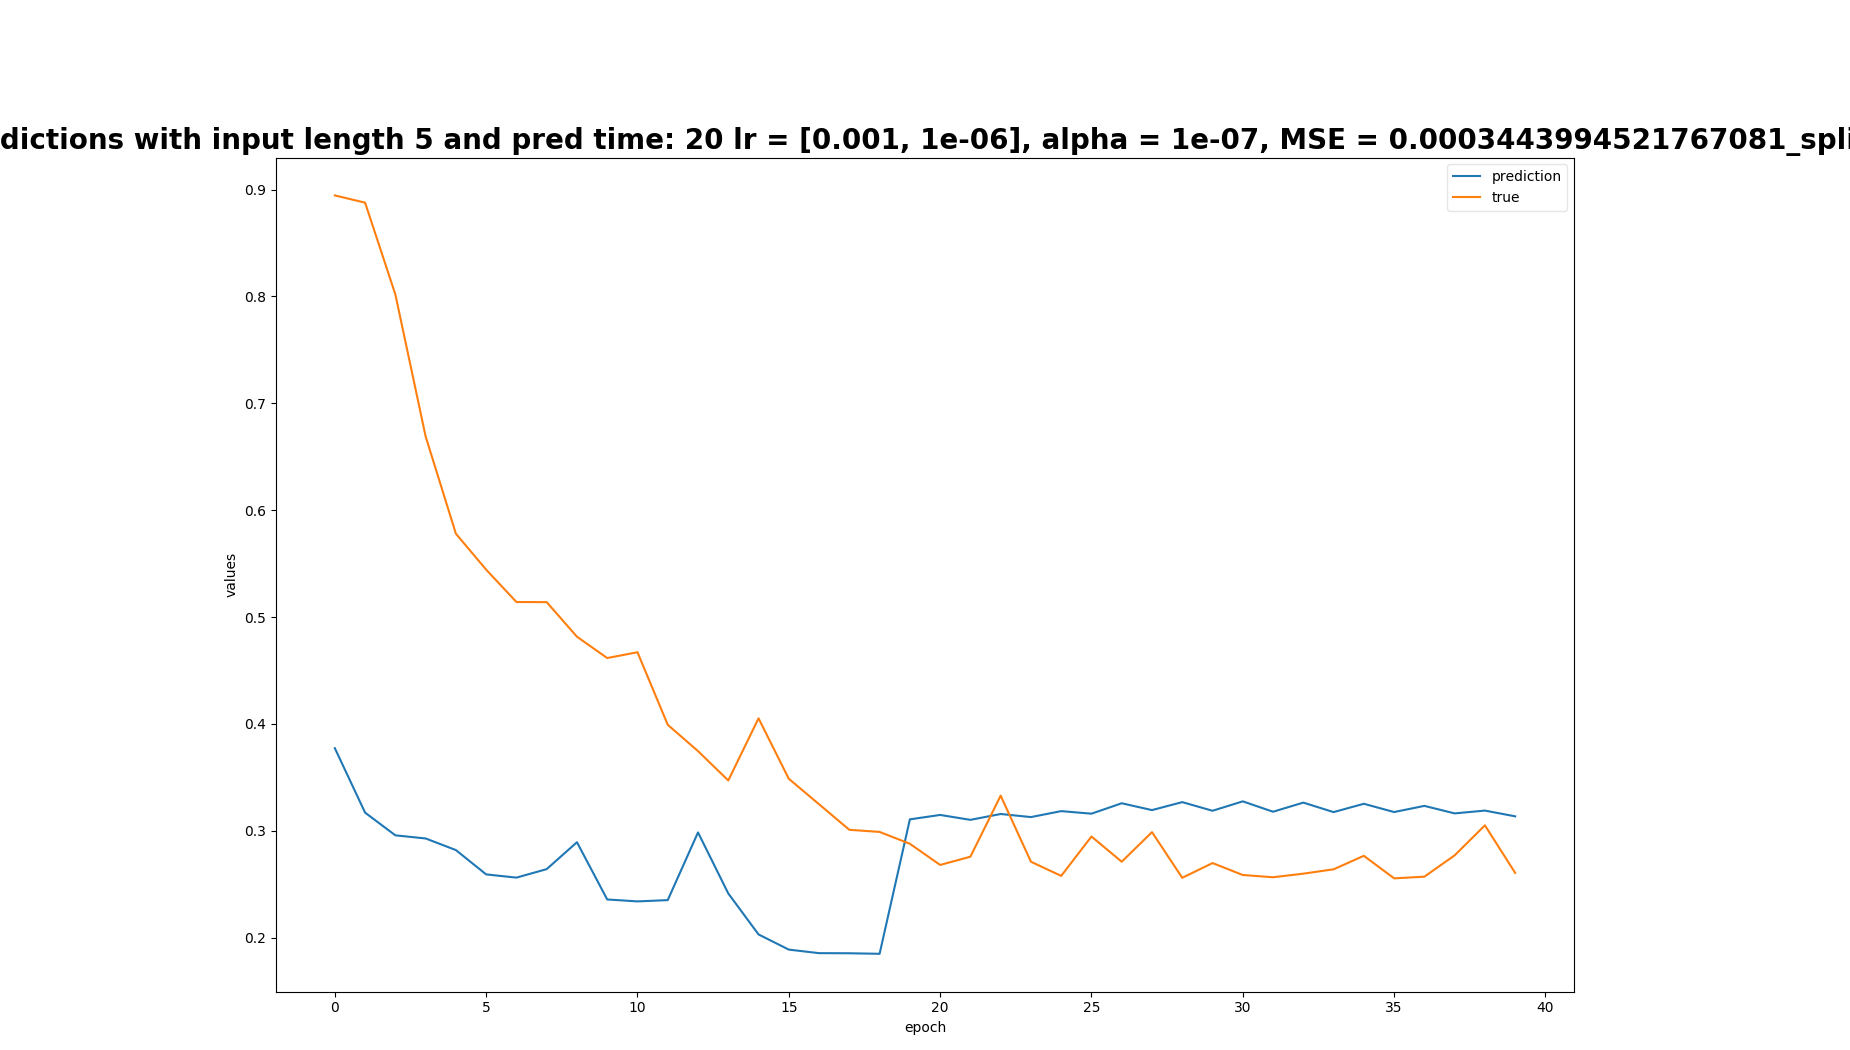 dictions with input length 5 and pred time: 20 lr = [0.001, 1e-06], alpha = 1e-07, MSE = 0.0003443994521767081_spli
prediction
true
0.9
0.8
0.7
0.6
0.5
0.4
0.3
0.2
values
0 5 10 15 20 25 30 35 40
epoch